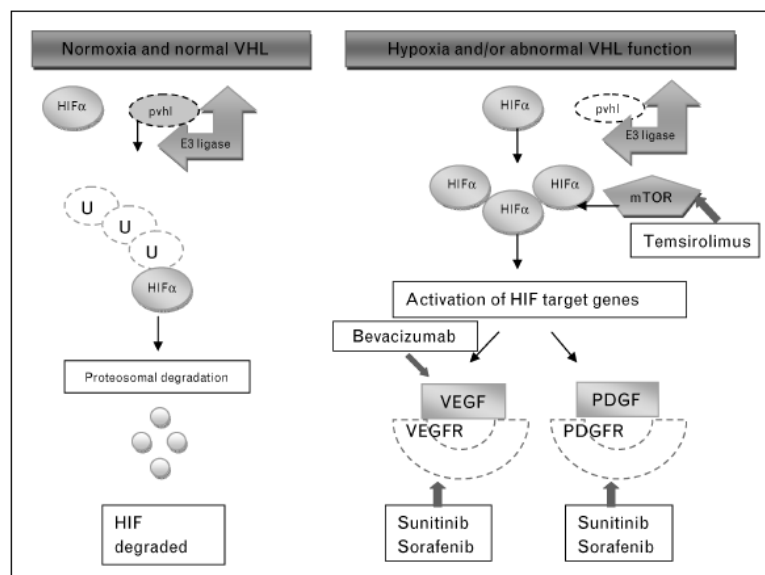 Normoxia and normal VHL
HIFα
pvhl
E3 ligase
U
U
U
HIFα
Proteosomal degradation
HIF
degraded
Hypoxia and/or abnormal VHL function
HIFα
pvhl
E3 ligase
HIFα
HIFα
HIFα
mTOR
Temsirolimus
Activation of HIF target genes
Bevacizumab
VEGF
VEGFR
PDGF
PDGFR
Sunitinib
Sorafenib
Sunitinib
Sorafenib